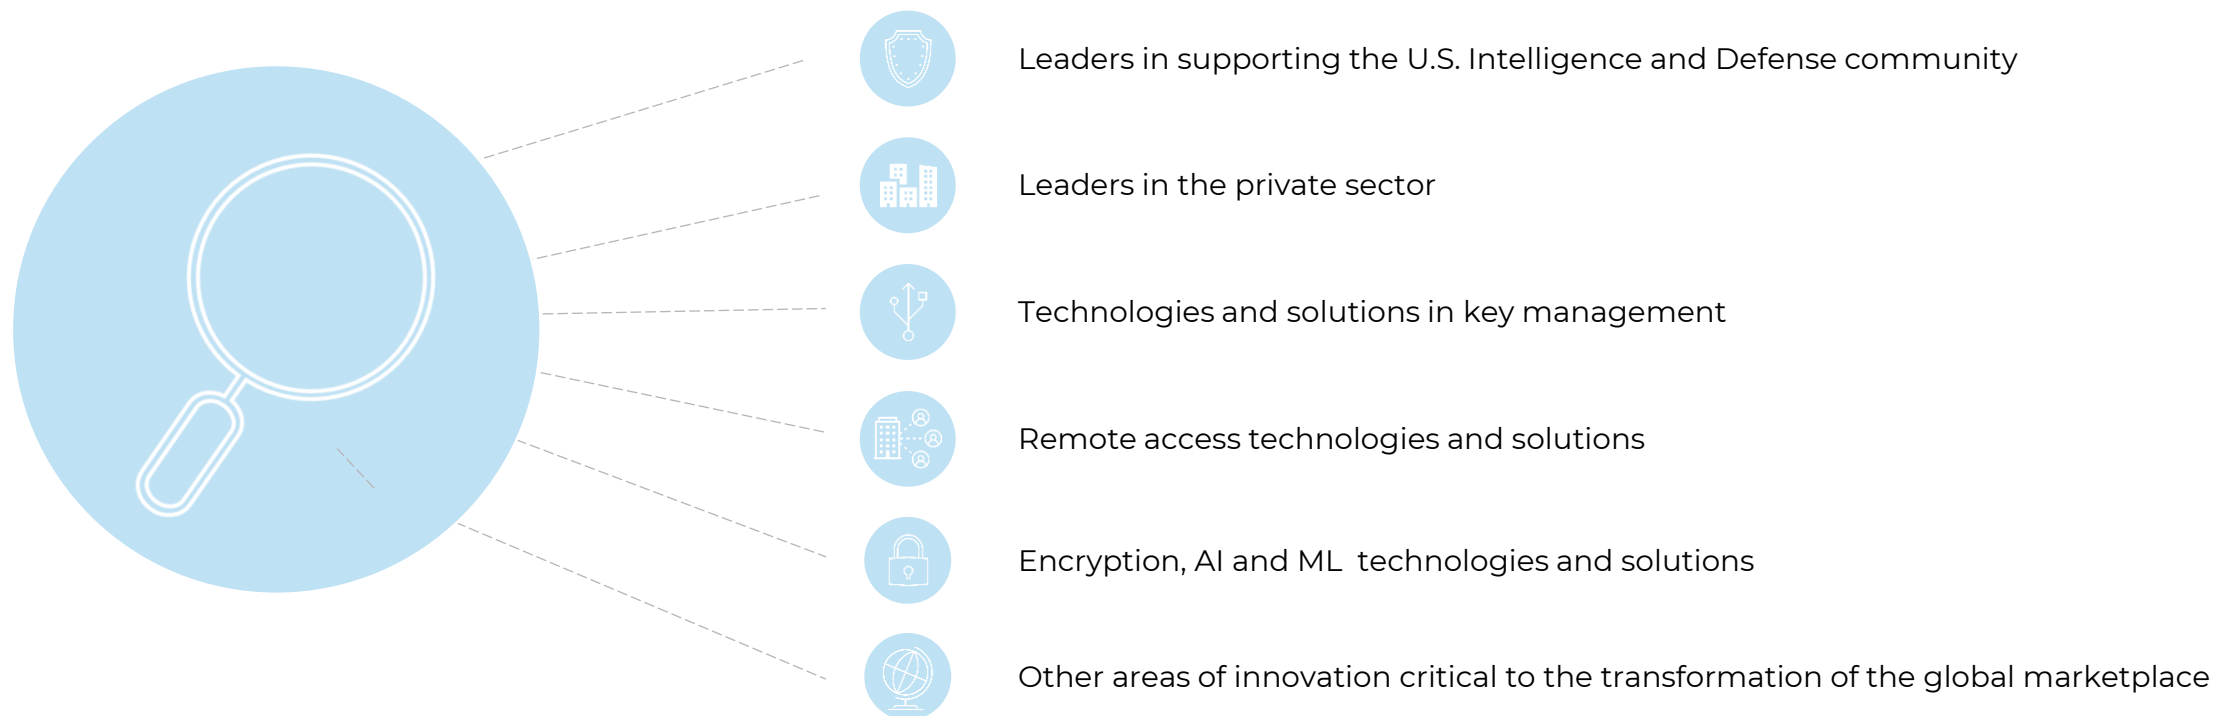 Leaders in supporting the U.S. Intelligence and Defense community
Leaders in the private sector
Technologies and solutions in key management
Remote access technologies and solutions
Encryption, AI and ML  technologies and solutions
Other areas of innovation critical to the transformation of the global marketplace